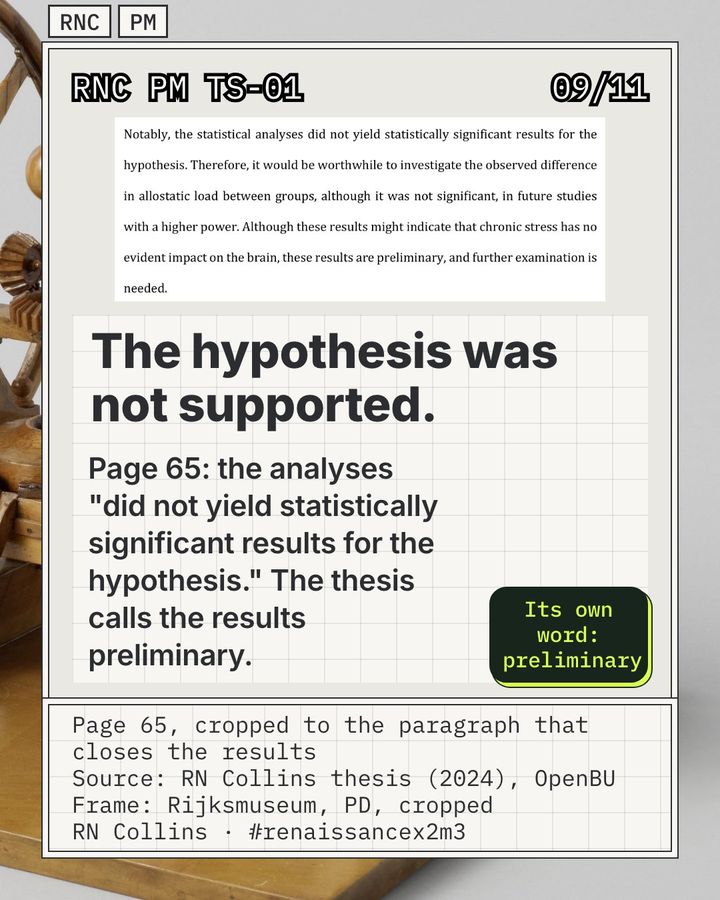 RNC PM
RNC PM TS-01 09/11
Notably, the statistical analyses did not yield statistically significant results for the
hypothesis. Therefore, it would be worthwhile to investigate the observed difference
in allostatic load between groups, although it was not significant, in future studies
with a higher power. Although these results might indicate that chronic stress has no
evident impact on the brain, these results are preliminary, and further examination is
needed.
The hypothesis was
not supported.
Page 65: the analyses
"did not yield statistically
significant results for the
hypothesis." The thesis
calls the results
preliminary.
Its own
word:
preliminary
Page 65, cropped to the paragraph that
closes the results
Source: RN Collins thesis (2024), OpenBU
Frame: Rijksmuseum, PD, cropped
RN Collins · #renaissancex2m3